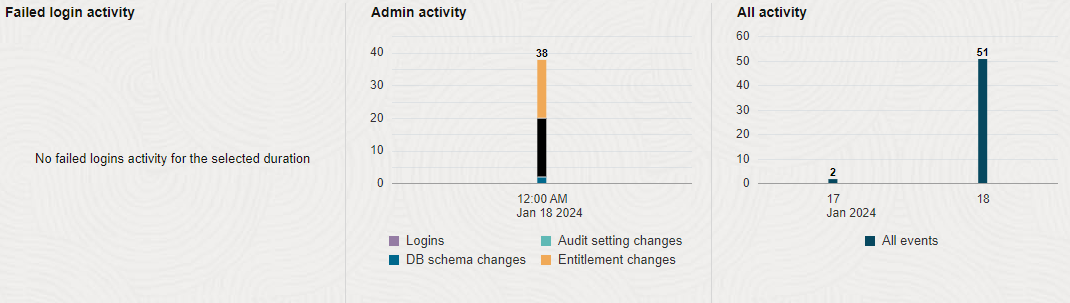 Failed login activity
No failed logins activity for the selected duration
Admin activity
40
30
20
10
0
38
12:00 AM
Jan 18 2024
Logins
Audit setting changes
DB schema changes
Entitlement changes
All activity
60
50
40
30
20
10
0
2
51
17
18
Jan 2024
All events